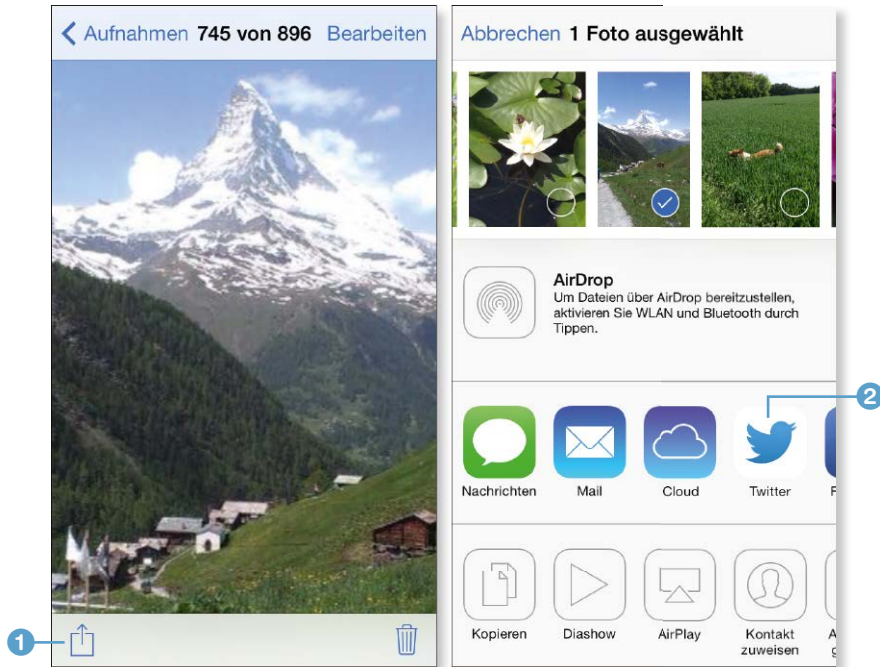 Aufnahmen 745 von 896 Bearbeiten
1
Abbrechen 1 Foto ausgewählt
AirDrop
Um Dateien über AirDrop bereitzustellen,
aktivieren Sie WLAN und Bluetooth durch
Tippen.
2
Nachrichten Mail Cloud Twitter F
Kopieren Diashow AirPlay Kontakt
zuweisen